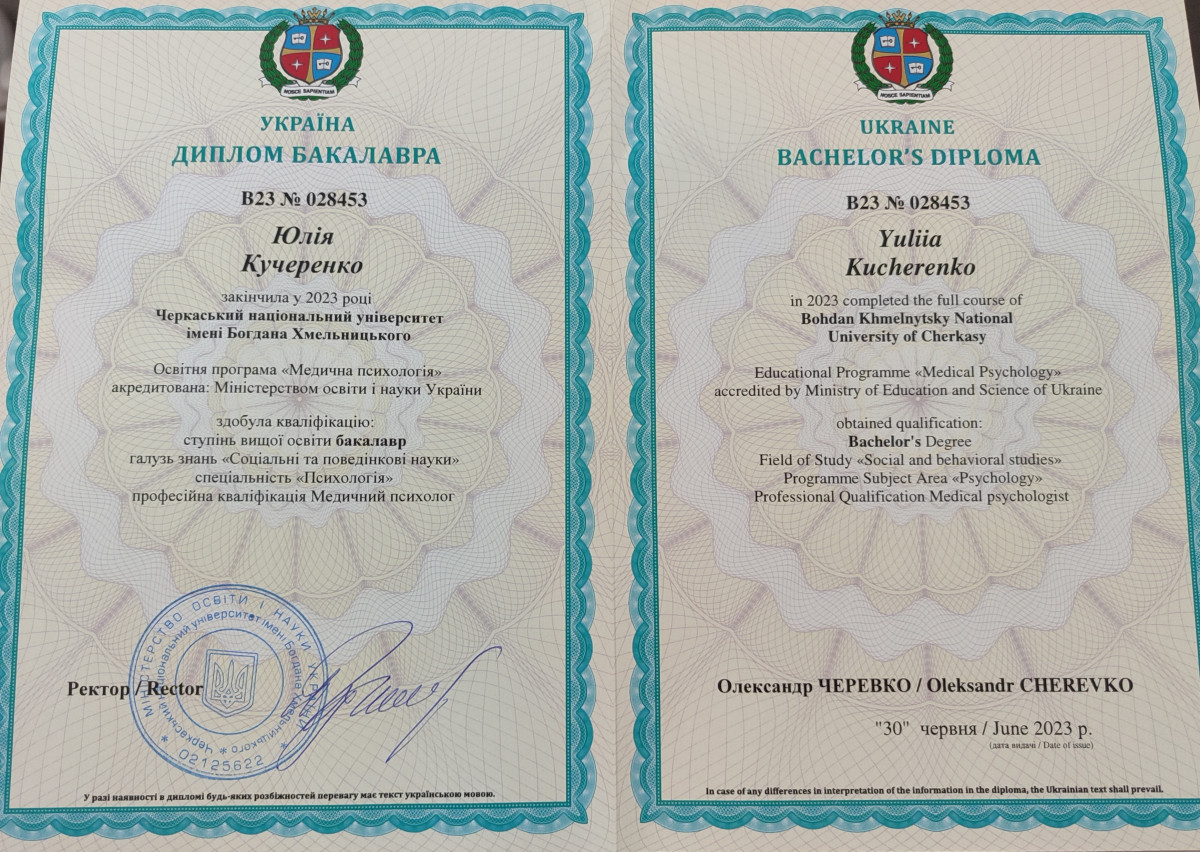 NOSCE SAPIENTIAM
УКРАЇНА
ДИПЛОМ БАКАЛАВРА
В23 № 028453
Юлія
Кучеренко
закінчила у 2023 році
Черкаський національний університет
імені Богдана Хмельницького
Освітня програма «Медична психологія»
акредитована: Міністерством освіти і науки України
здобула кваліфікацію:
ступінь вищої освіти бакалавр
галузь знань «Соціальні та поведінкові науки»
спеціальність «Психологія»
професійна кваліфікація Медичний психолог
Ректор / Rector
МІНІСТЕРСТВО ОСВІТИ І НАУКИ УКРАЇНИ
Черкаський національний університет імені Богдана Хмельницького
* 02125622 *
У разі наявності в дипломі будь-яких розбіжностей перевагу має текст українською мовою.
NOSCE SAPIENTIAM
UKRAINE
BACHELOR'S DIPLOMA
B23 № 028453
Yuliia
Kucherenko
in 2023 completed the full course of
Bohdan Khmelnytsky National
University of Cherkasy
Educational Programme «Medical Psychology»
accredited by Ministry of Education and Science of Ukraine
obtained qualification:
Bachelor's Degree
Field of Study «Social and behavioral studies»
Programme Subject Area «Psychology»
Professional Qualification Medical psychologist
Олександр ЧЕРЕВКО / Oleksandr CHEREVKO
"30" червня / June 2023 р.
(дата видачі / Date of issue)
In case of any differences in interpretation of the information in the diploma, the Ukrainian text shall prevail.